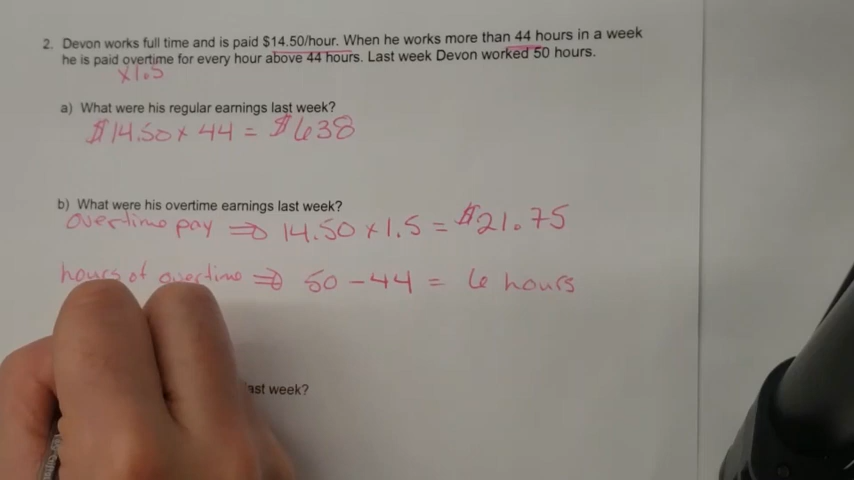 2. Devon works full time and is paid $14.50/hour. When he works more than 44 hours in a week
he is paid overtime for every hour above 44 hours. Last week Devon worked 50 hours.
x1.5
a) What were his regular earnings last week?
$14.50 x 44 = $638
b) What were his overtime earnings last week?
overtime pay ⇒ 14.50 x 1.5 = $21.75
hours of overtime ⇒ 50 - 44 = 6 hours
last week?